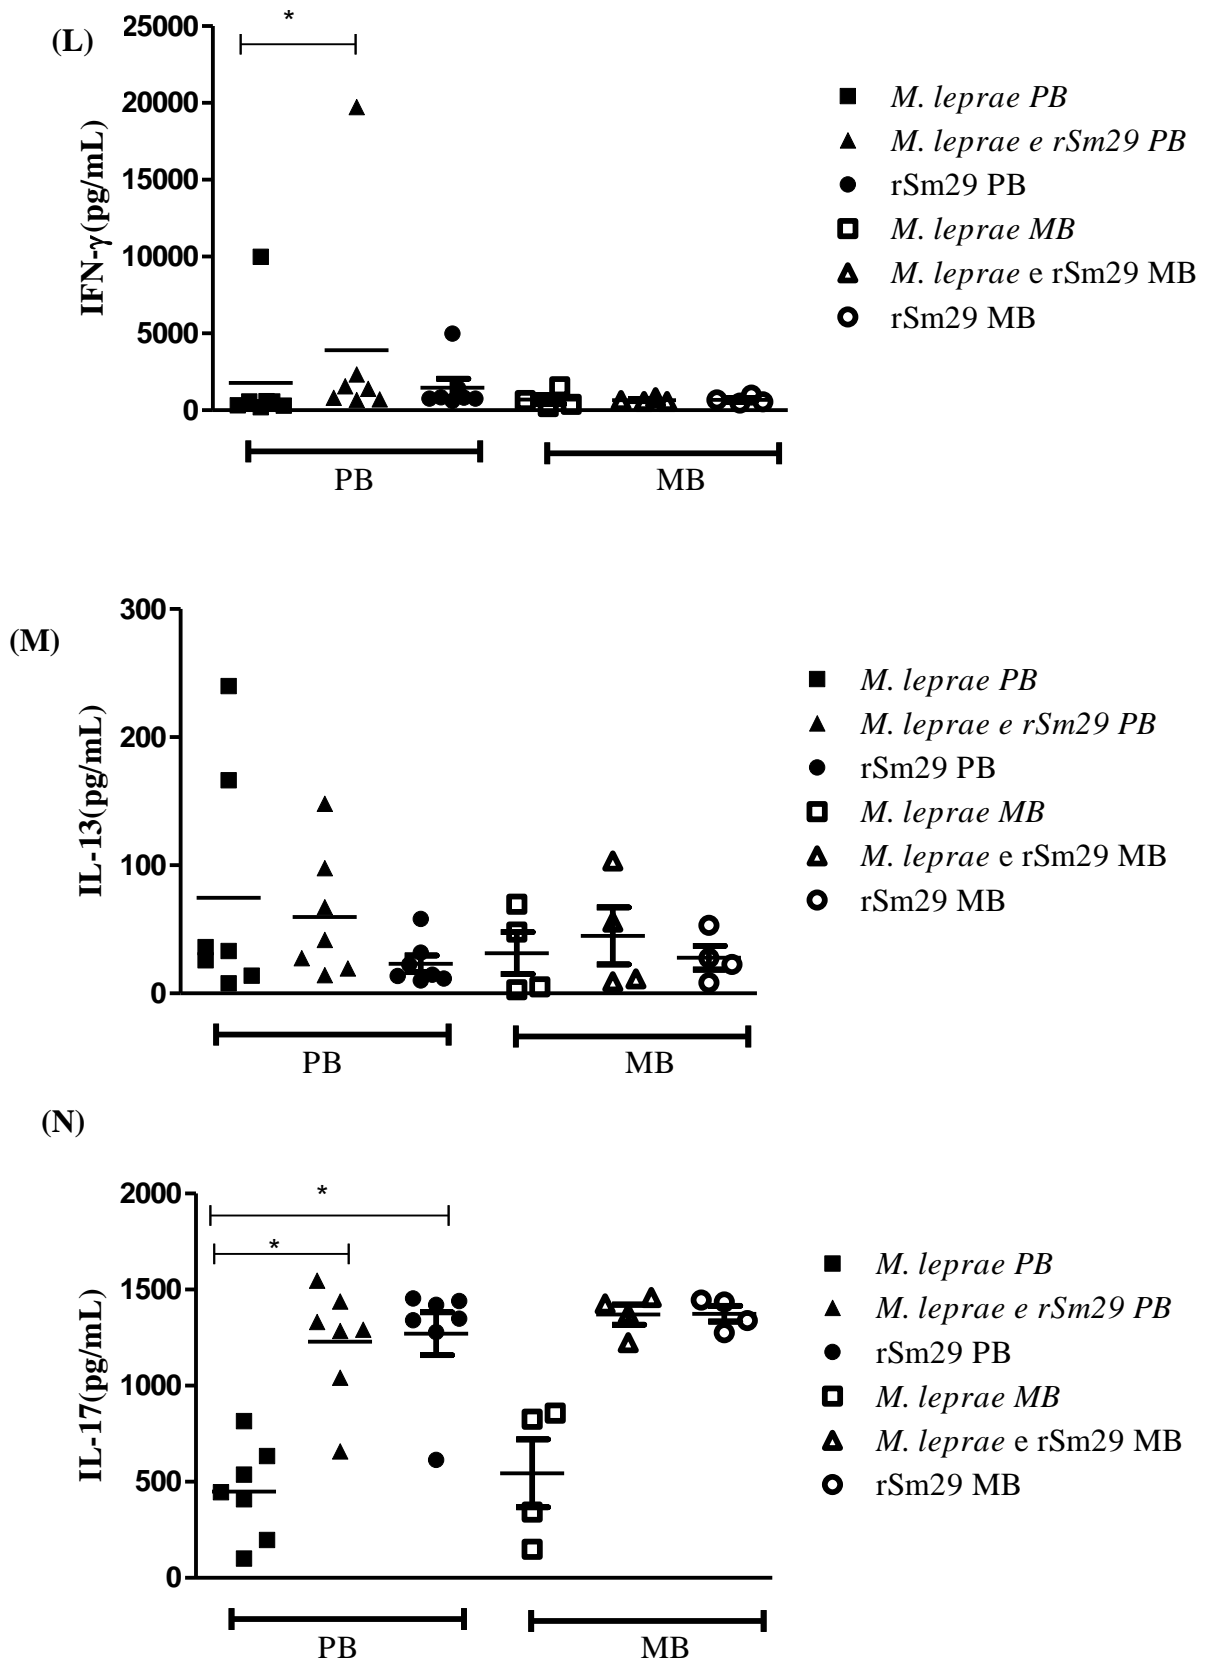 (L)
*
25000
20000
15000
10000
5000
0
IFN-γ(pg/mL)
M. leprae PB
M. leprae e rSm29 PB
rSm29 PB
M. leprae MB
M. leprae e rSm29 MB
rSm29 MB
PB
MB
(M)
300
200
100
0
IL-13(pg/mL)
M. leprae PB
M. leprae e rSm29 PB
rSm29 PB
M. leprae MB
M. leprae e rSm29 MB
rSm29 MB
PB
MB
(N)
*
*
2000
1500
1000
500
0
IL-17(pg/mL)
M. leprae PB
M. leprae e rSm29 PB
rSm29 PB
M. leprae MB
M. leprae e rSm29 MB
rSm29 MB
PB
MB